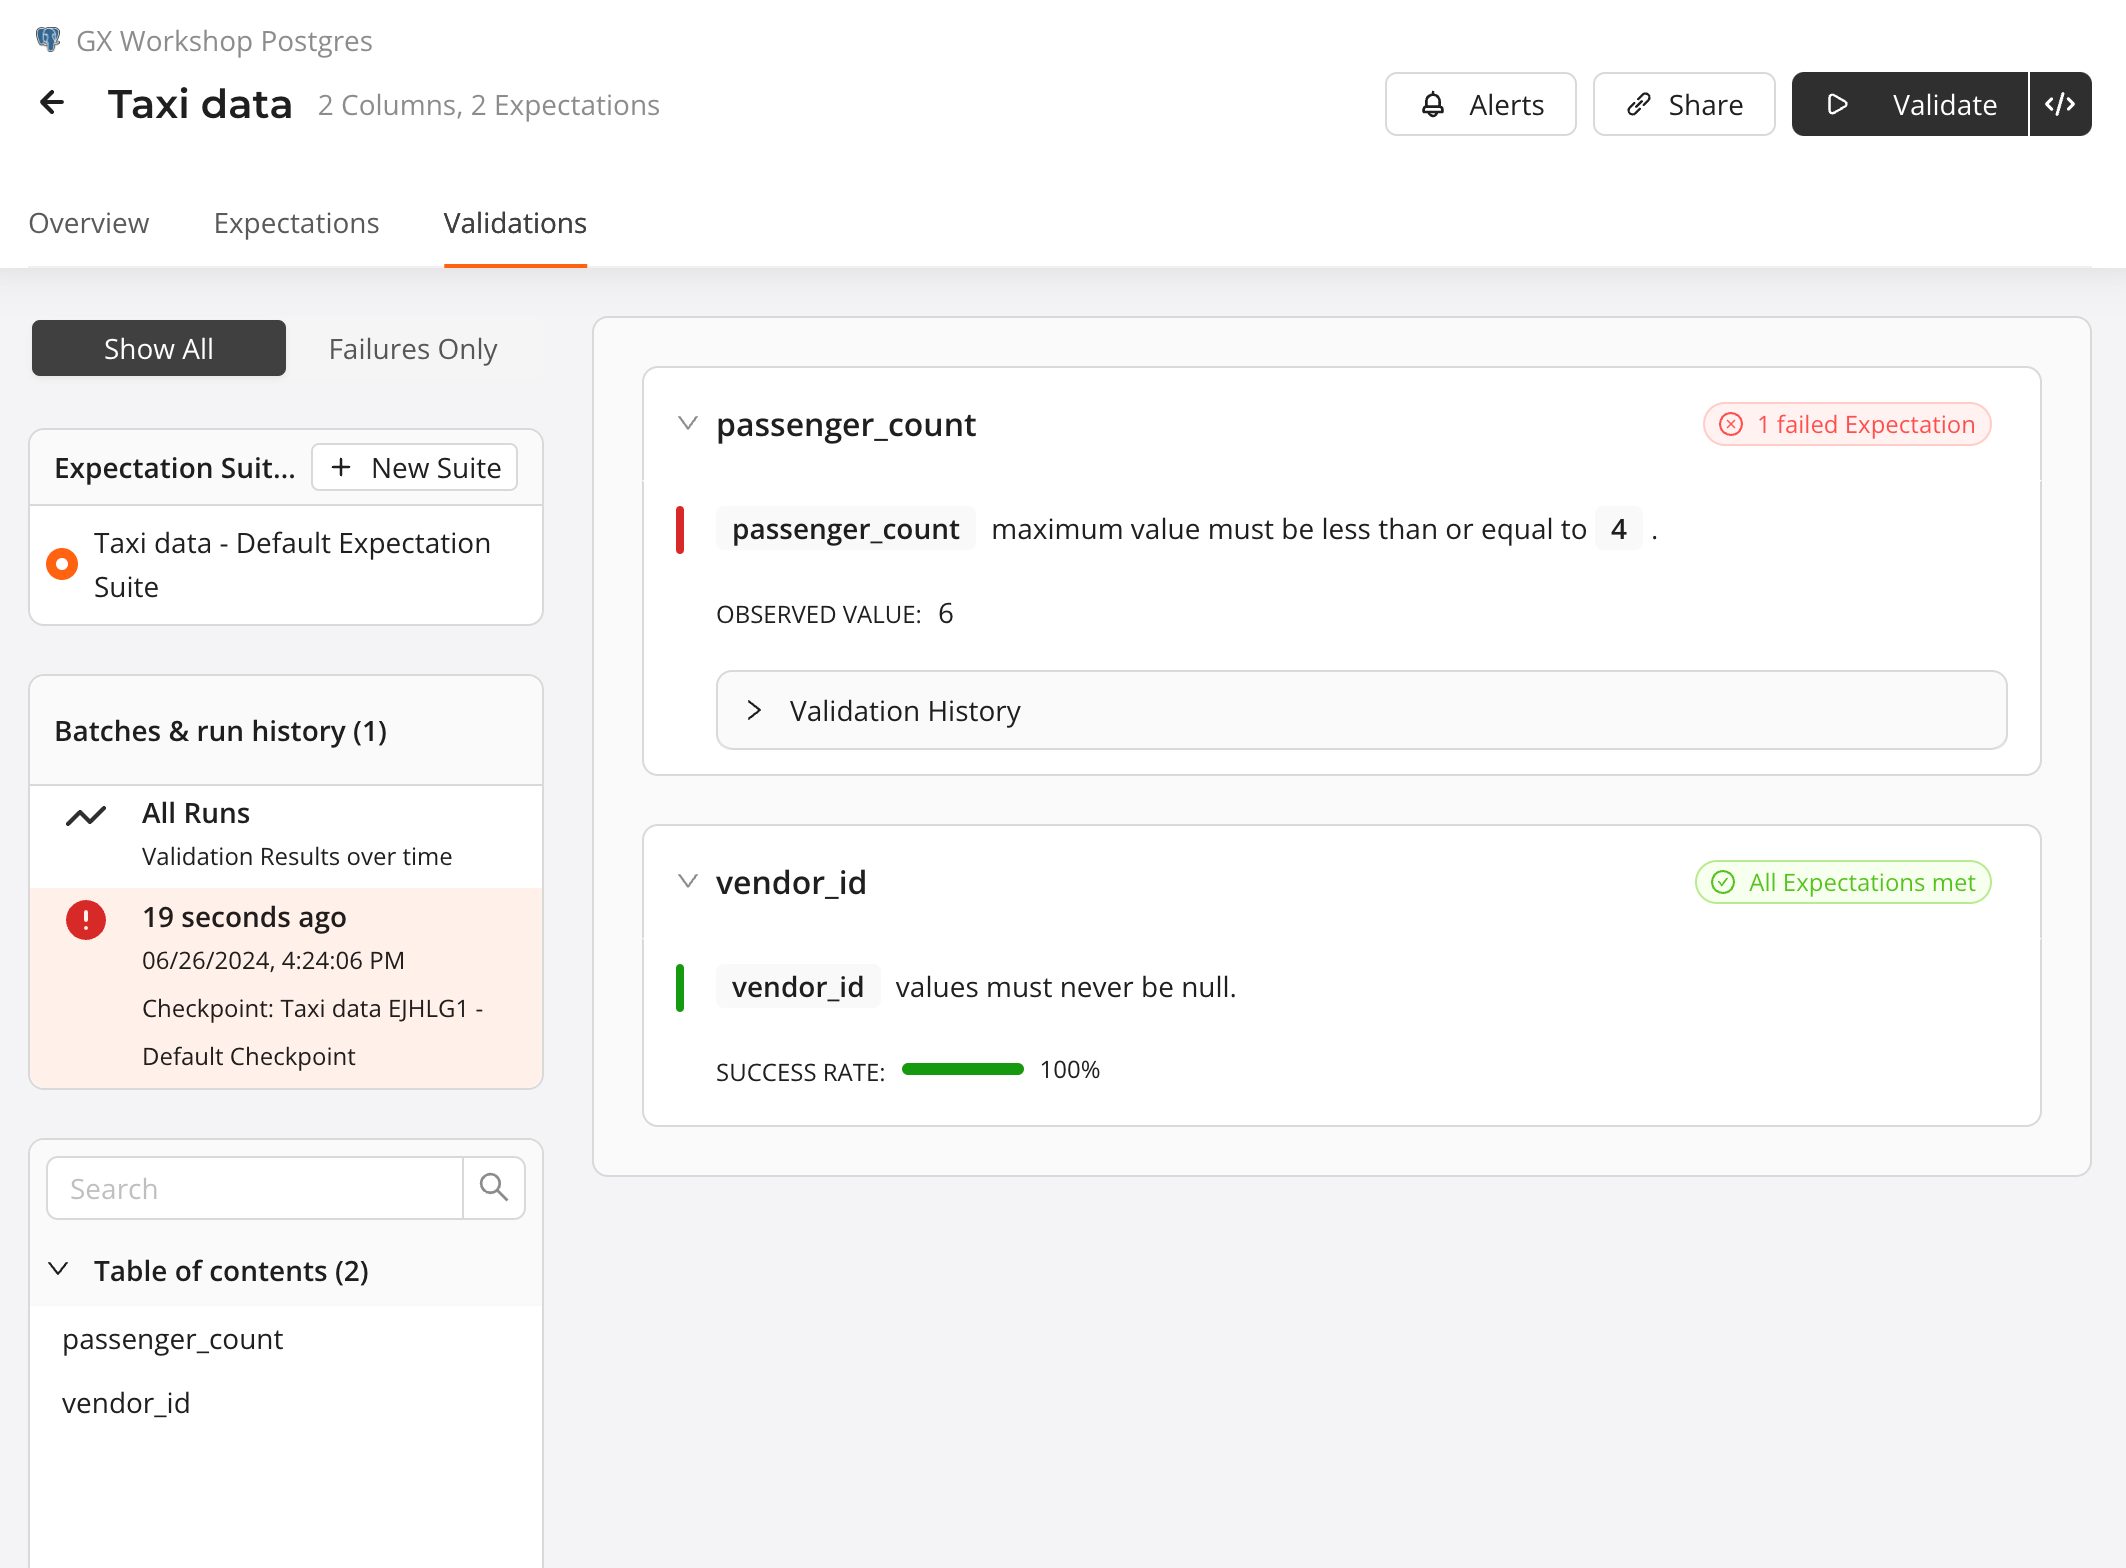 GX Workshop Postgres
Taxi data 2 Columns, 2 Expectations
Alerts
Share
Validate
Overview
Expectations
Validations
Show All
Failures Only
Expectation Suit...
+ New Suite
Taxi data - Default Expectation
Suite
Batches & run history (1)
All Runs
Validation Results over time
19 seconds ago
06/26/2024, 4:24:06 PM
Checkpoint: Taxi data EJHLG1 -
Default Checkpoint
Search
Table of contents (2)
passenger_count
vendor_id
passenger_count
1 failed Expectation
passenger_count maximum value must be less than or equal to 4 .
OBSERVED VALUE: 6
Validation History
vendor_id
All Expectations met
vendor_id values must never be null.
SUCCESS RATE: 100%